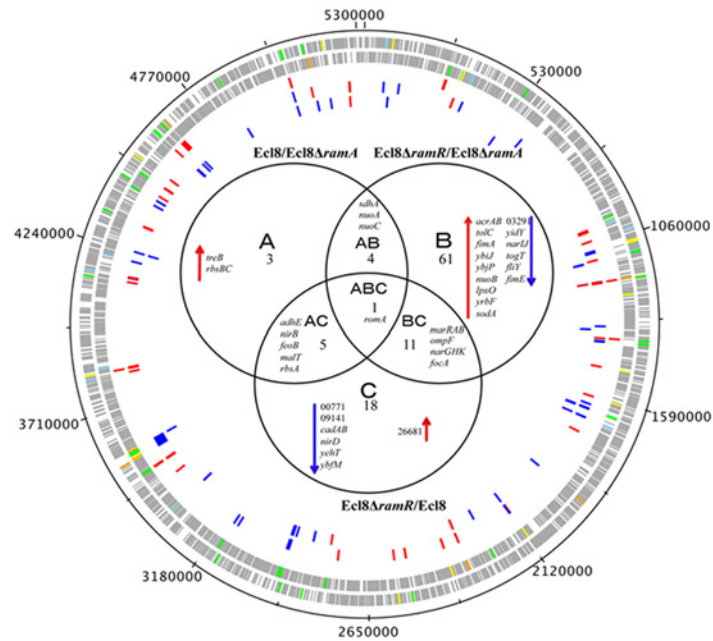 5300000
4770000
530000
Ecl8/Ecl8ΔramA
Ecl8ΔramR/Ecl8ΔramA
4240000
1060000
sdhA
nuoA
nuoC
A
3
treB
rbsBC
AB
4
B
61
acrAB
tolC
fimA
ybiJ
ybjP
nuoB
lpxO
yrbF
sodA
03291
yidY
narIJ
togT
fliY
fimE
ABC
1
romA
AC
5
adhE
nirB
feoB
malT
rbsA
BC
11
marRAB
ompF
narGHK
focA
C
18
00771
09141
cadAB
nirD
yehT
ybfM
26681
Ecl8ΔramR/Ecl8
3710000
1590000
3180000
2120000
2650000